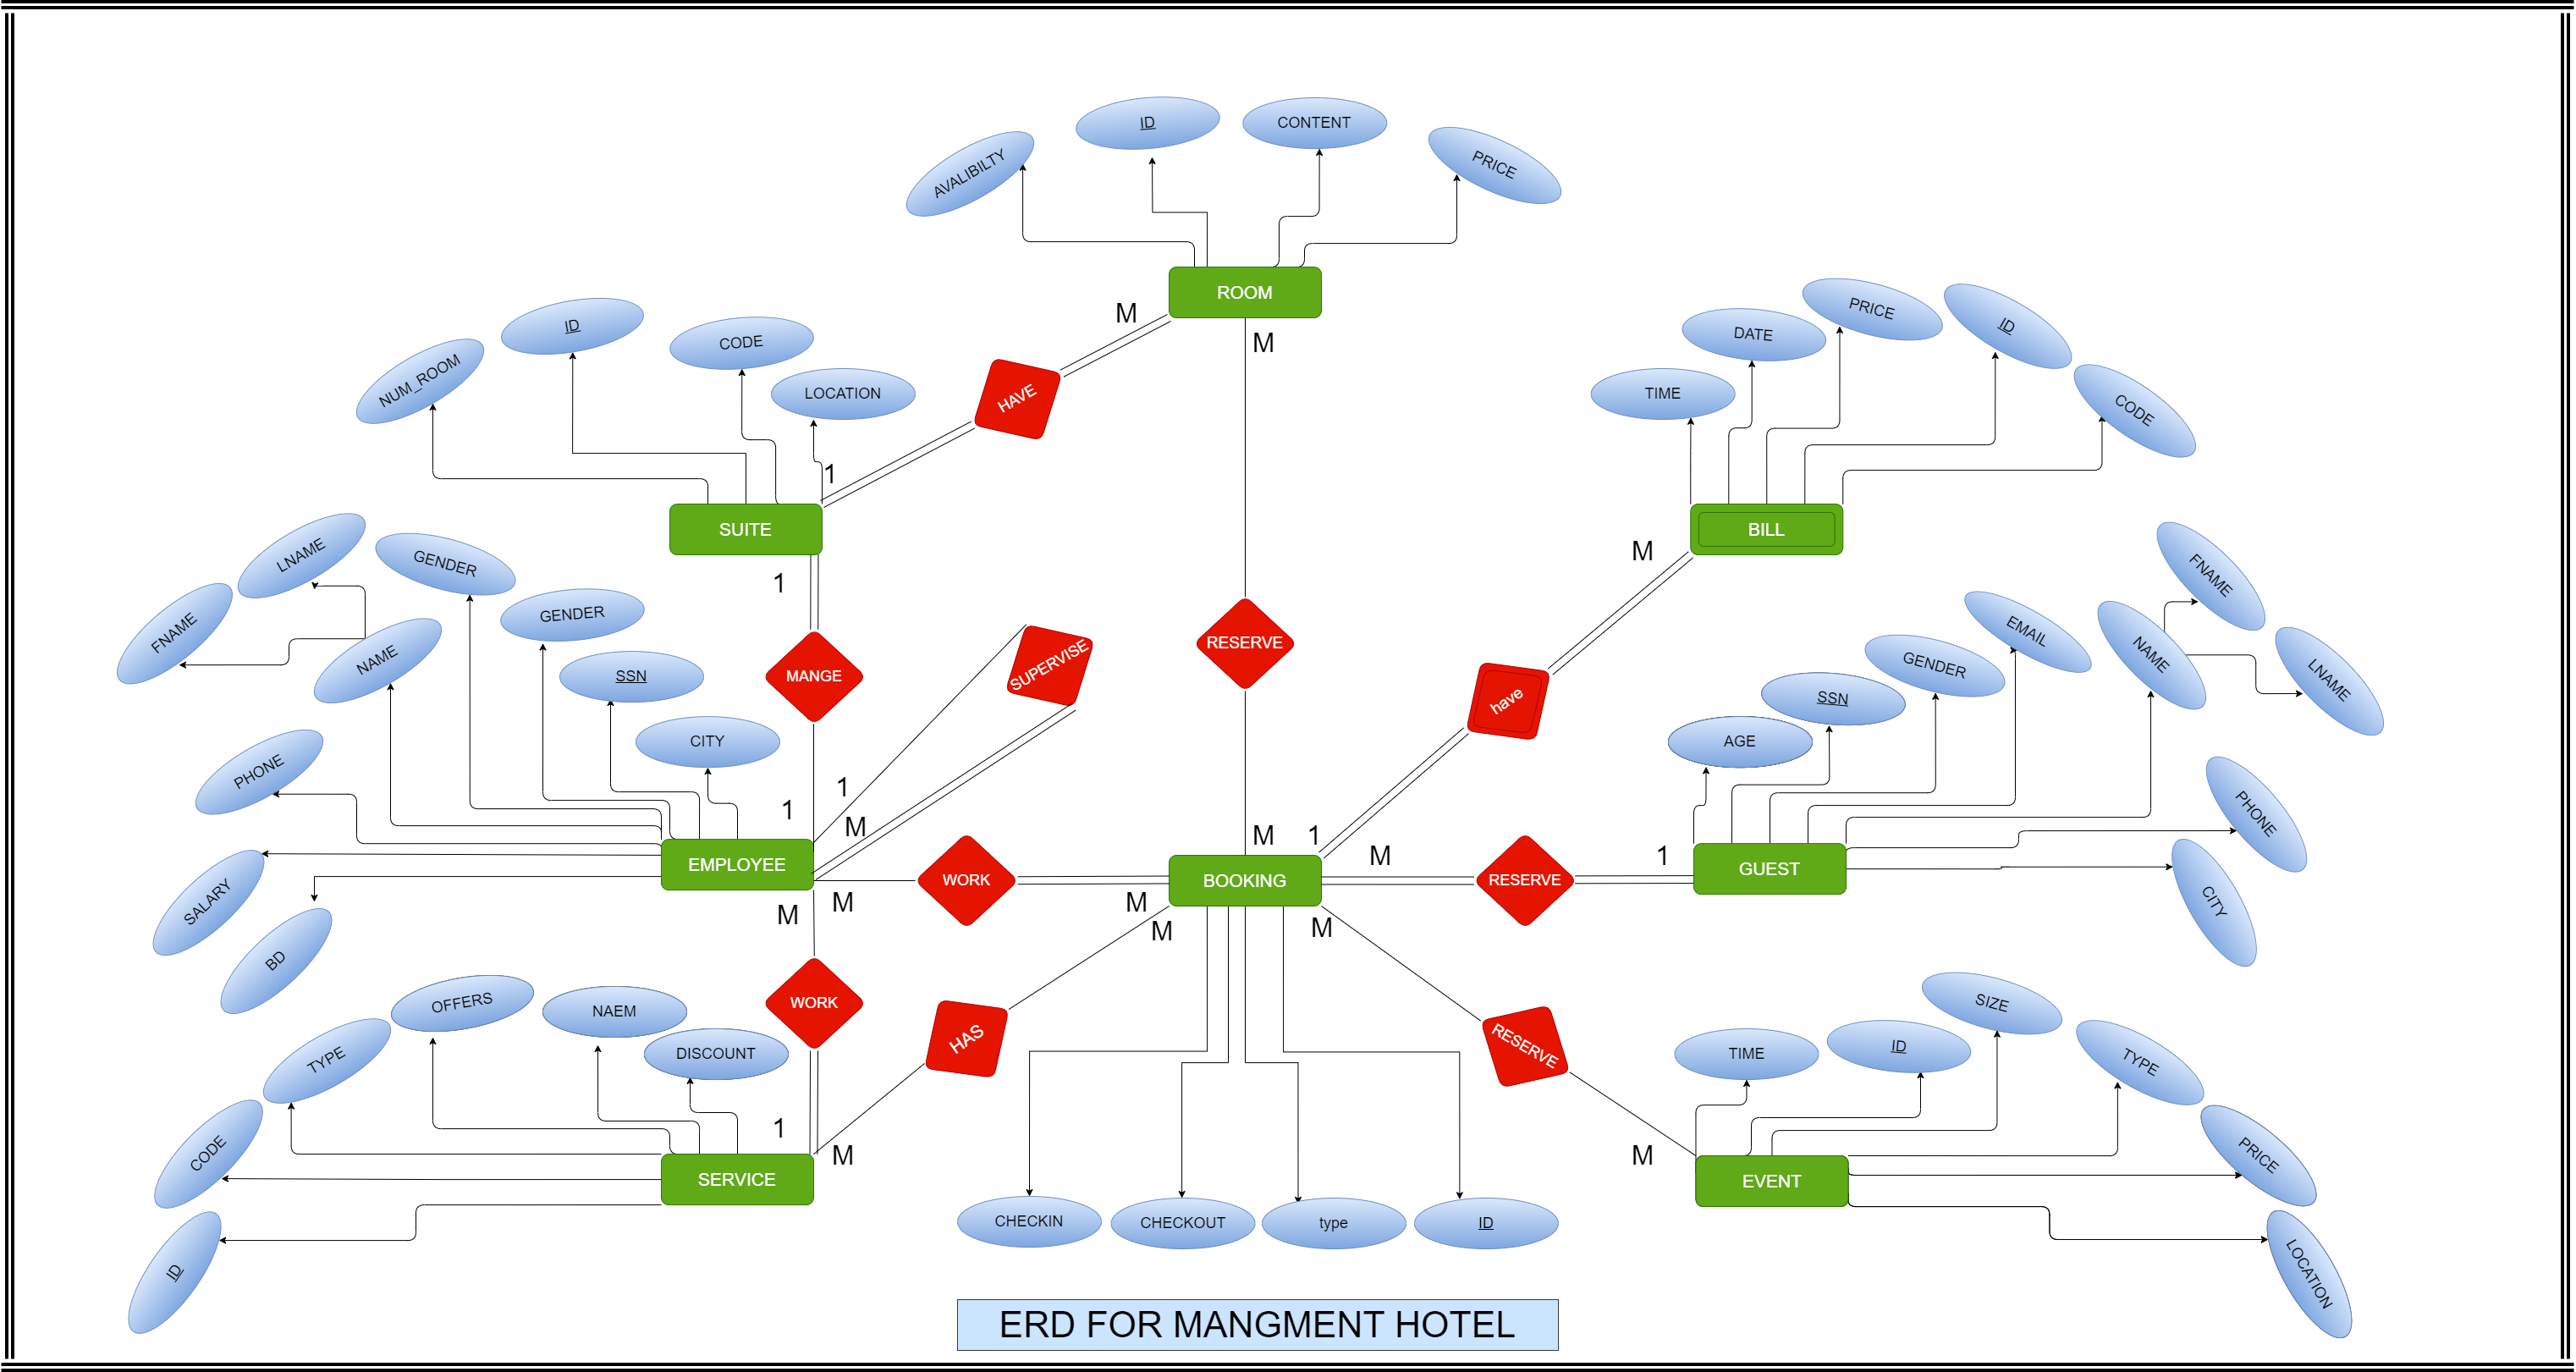 AVALIBILTY
ID
CONTENT
PRICE
ROOM
M
M
HAVE
NUM_ROOM
ID
CODE
LOCATION
1
SUITE
1
TIME
DATE
PRICE
ID
CODE
BILL
M
FNAME
LNAME
GENDER
NAME
GENDER
SSN
CITY
PHONE
SALARY
BD
MANGE
SUPERVISE
1
1
M
EMPLOYEE
M
M
RESERVE
have
M
1
WORK
M
M
BOOKING
M
M
RESERVE
1
AGE
SSN
GENDER
EMAIL
NAME
FNAME
LNAME
PHONE
CITY
GUEST
WORK
HAS
RESERVE
OFFERS
NAEM
DISCOUNT
TYPE
CODE
ID
1
M
SERVICE
CHECKIN
CHECKOUT
type
ID
TIME
ID
SIZE
TYPE
PRICE
LOCATION
M
EVENT
ERD FOR MANGMENT HOTEL